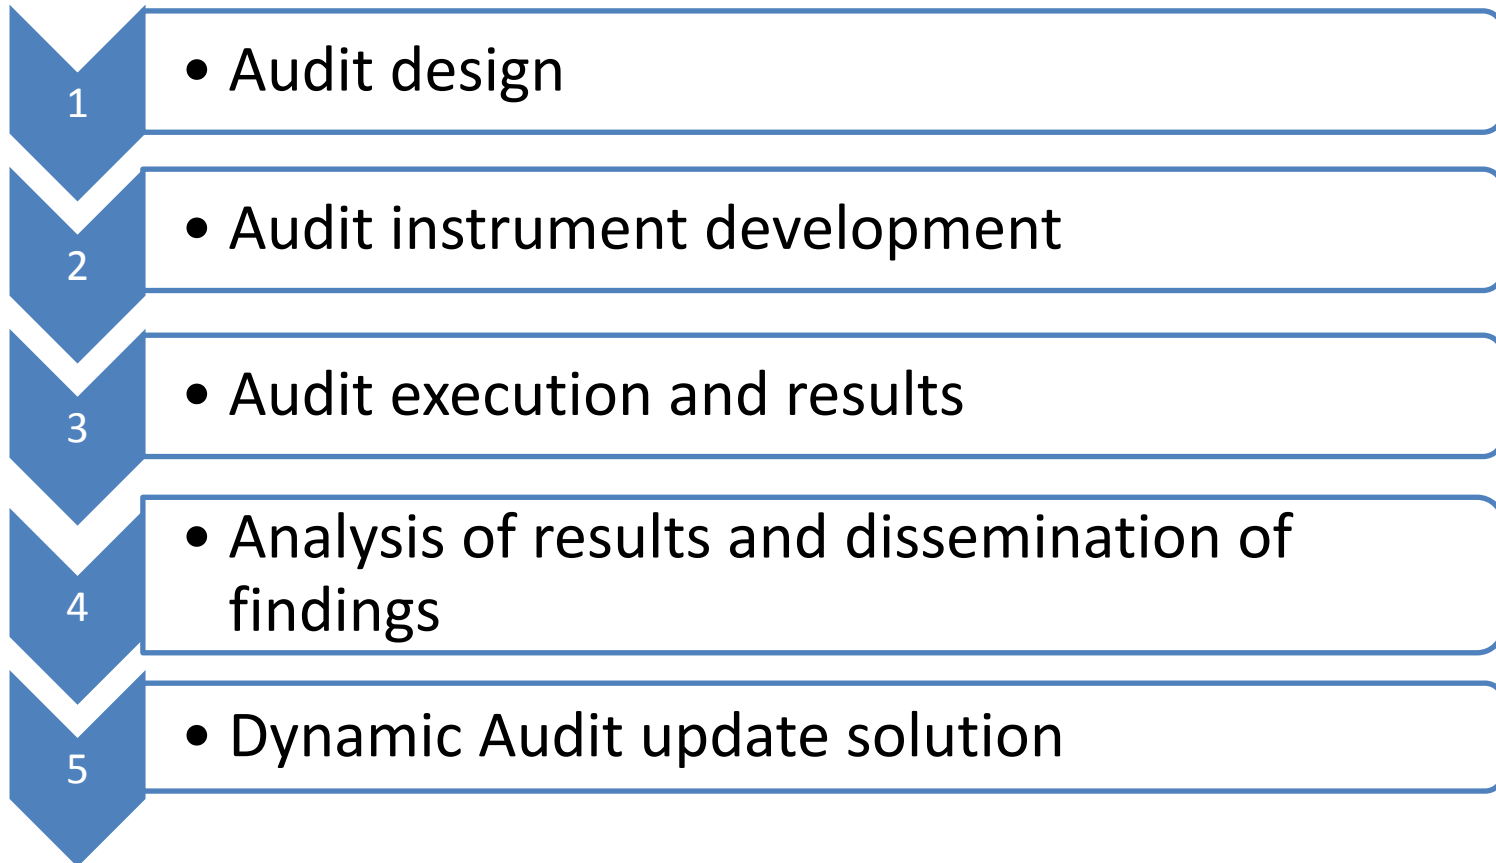 1
• Audit design
2
• Audit instrument development
3
• Audit execution and results
4
• Analysis of results and dissemination of
findings
5
• Dynamic Audit update solution